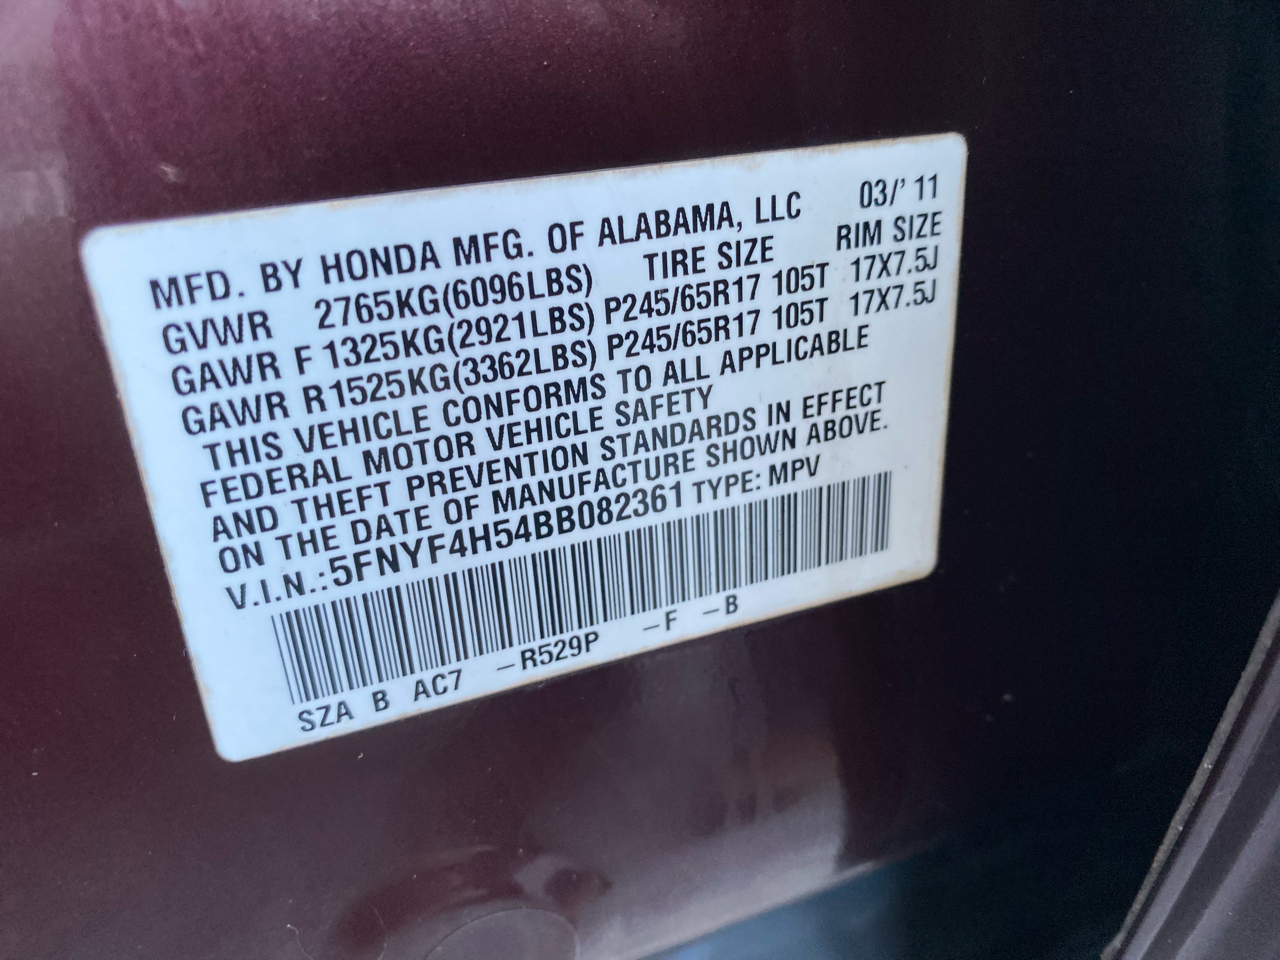 MFD. BY HONDA MFG. OF ALABAMA, LLC 03/' 11
GVWR 2765KG(6096LBS) TIRE SIZE RIM SIZE
GAWR F 1325KG(2921LBS) P245/65R17 105T 17X7.5J
GAWR R1525KG(3362LBS) P245/65R17 105T 17X7.5J
THIS VEHICLE CONFORMS TO ALL APPLICABLE
FEDERAL MOTOR VEHICLE SAFETY
AND THEFT PREVENTION STANDARDS IN EFFECT
ON THE DATE OF MANUFACTURE SHOWN ABOVE.
V.I.N.:5FNYF4H54BB082361 TYPE: MPV
SZA B AC7 -R529P -F -B